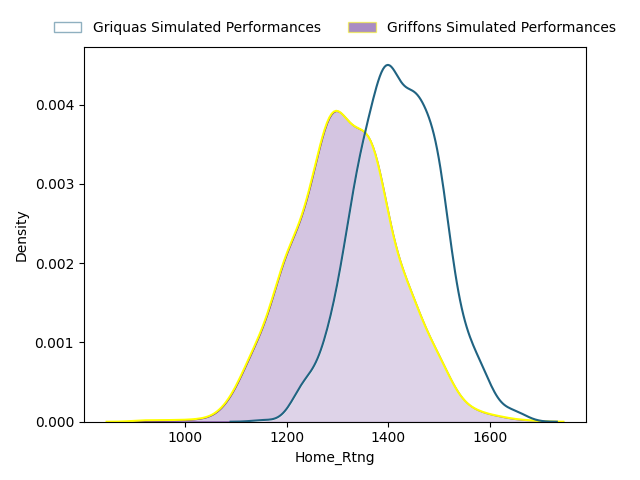 Griquas Simulated Performances
Griffons Simulated Performances
0.004
0.003
0.002
0.001
0.000
Density
1000
1200
1400
1600
Home_Rtng